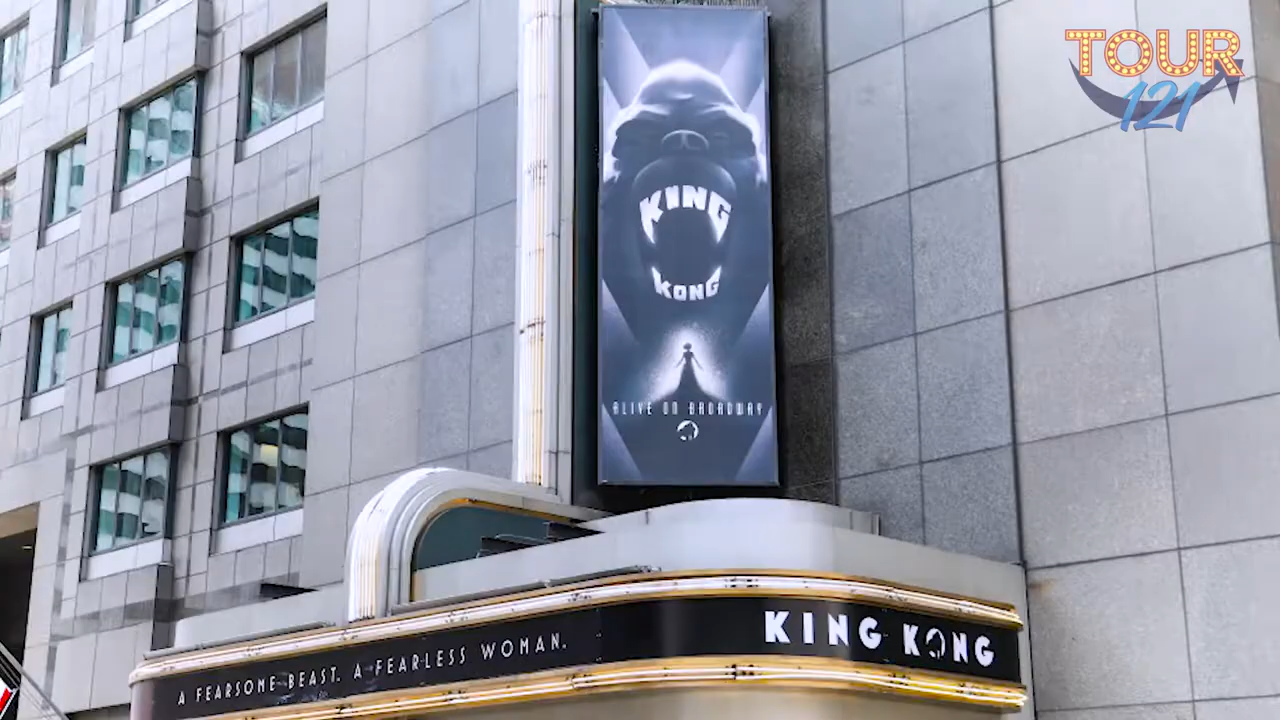 TOUR
121
KING
KONG
ALIVE ON BROADWAY
A FEARSOME BEAST. A FEARLESS WOMAN.
KING KONG